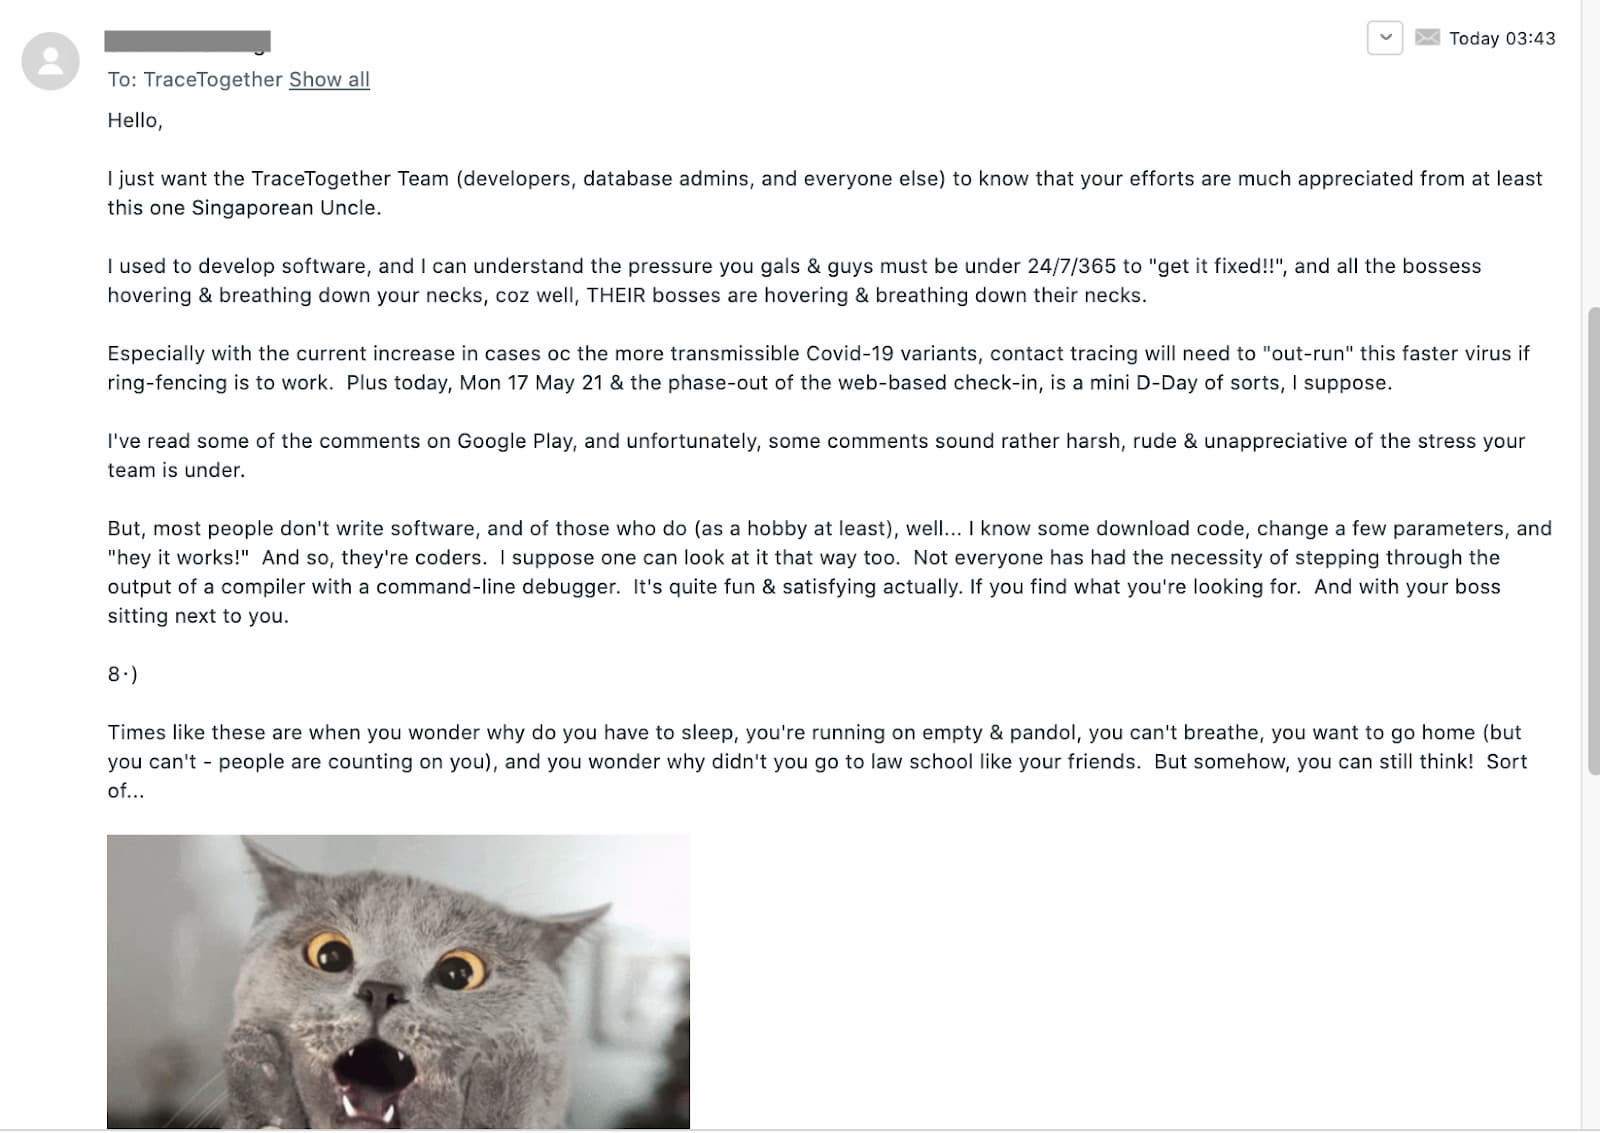 Today 03:43
To: TraceTogether Show all
Hello,
I just want the TraceTogether Team (developers, database admins, and everyone else) to know that your efforts are much appreciated from at least
this one Singaporean Uncle.
I used to develop software, and I can understand the pressure you gals & guys must be under 24/7/365 to "get it fixed!!", and all the bossess
hovering & breathing down your necks, coz well, THEIR bosses are hovering & breathing down their necks.
Especially with the current increase in cases oc the more transmissible Covid-19 variants, contact tracing will need to "out-run" this faster virus if
ring-fencing is to work.  Plus today, Mon 17 May 21 & the phase-out of the web-based check-in, is a mini D-Day of sorts, I suppose.
I've read some of the comments on Google Play, and unfortunately, some comments sound rather harsh, rude & unappreciative of the stress your
team is under.
But, most people don't write software, and of those who do (as a hobby at least), well... I know some download code, change a few parameters, and
"hey it works!"  And so, they're coders.  I suppose one can look at it that way too.  Not everyone has had the necessity of stepping through the
output of a compiler with a command-line debugger.  It's quite fun & satisfying actually. If you find what you're looking for.  And with your boss
sitting next to you.
8·)
Times like these are when you wonder why do you have to sleep, you're running on empty & pandol, you can't breathe, you want to go home (but
you can't - people are counting on you), and you wonder why didn't you go to law school like your friends.  But somehow, you can still think!  Sort
of...